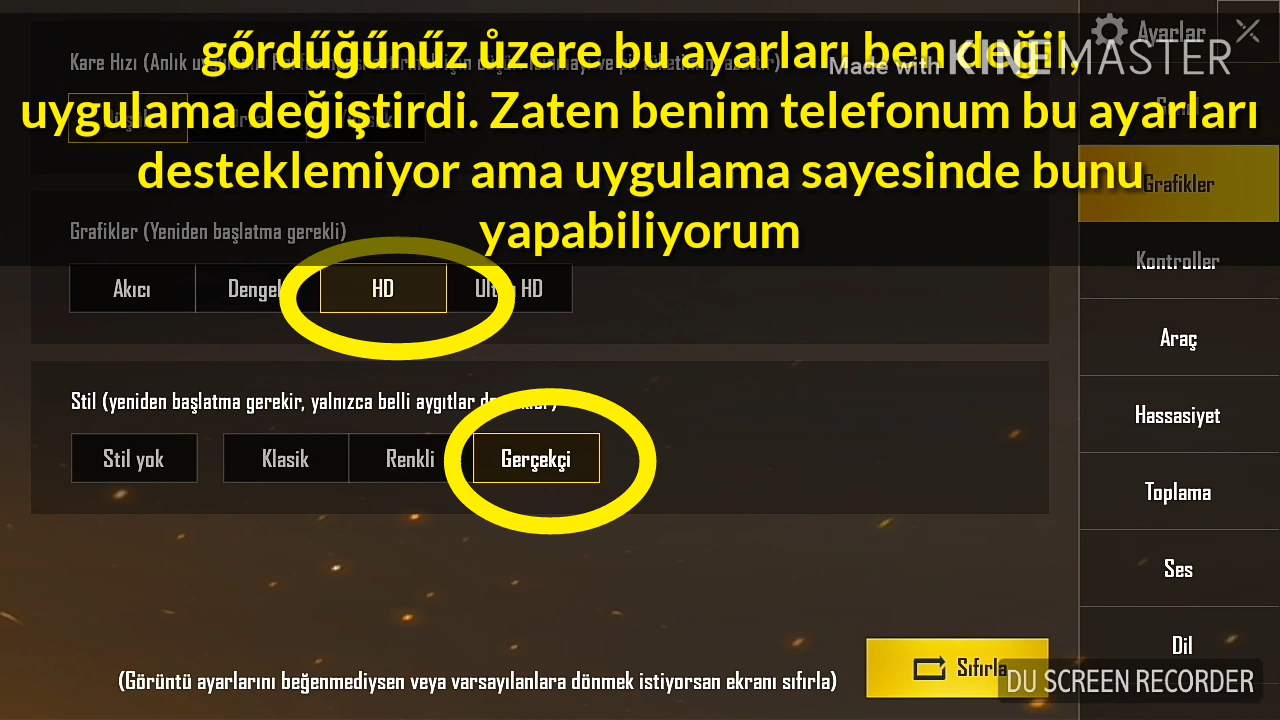 gőrdűğűnűz ůzere bu ayarları ben değil,
uygulama değiştirdi. Zaten benim telefonum bu ayarları
desteklemiyor ama uygulama sayesinde bunu
yapabiliyorum
Made with KINEMASTER
Ayarlar
Kare Hızı (Anlık
Grafikler (Yeniden başlatma gerekli)
Akıcı
HD
Ultra HD
Stil (yeniden başlatma gerekir, yalnızca belli aygıtlar
Stil yok
Klasik
Renkli
Gerçekçi
Grafikler
Kontroller
Araç
Hassasiyet
Toplama
Ses
Dil
(Görüntü ayarlarını beğenmediysen veya varsayılanlara dönmek istiyorsan ekranı sıfırla)
Sıfırla
DU SCREEN RECORDER